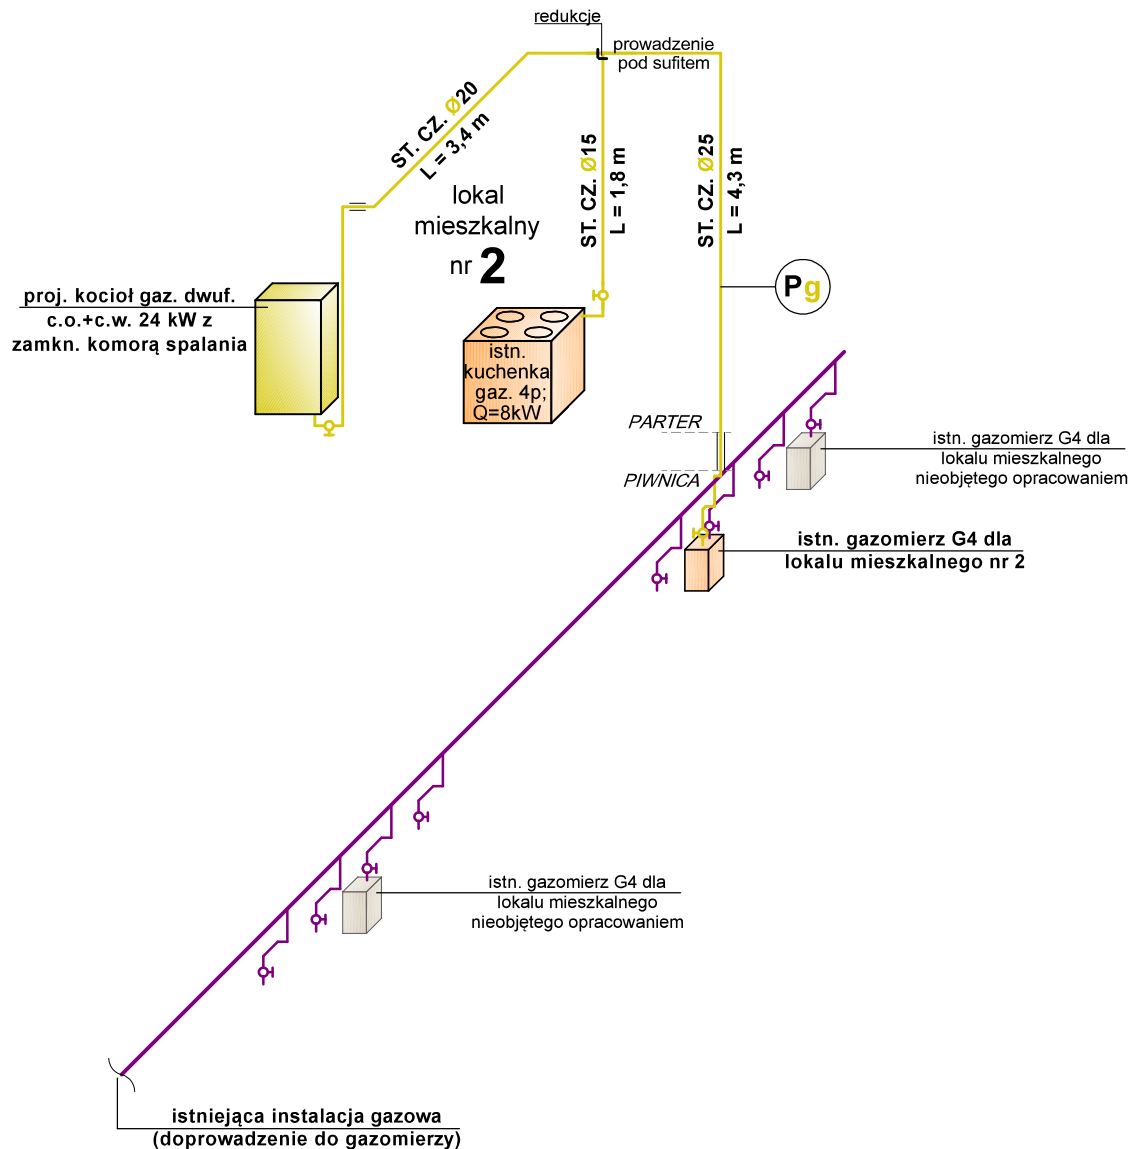 redukcje
prowadzenie
pod sufitem
ST. CZ. Ø20
L = 3,4 m
ST. CZ. Ø15
L = 1,8 m
ST. CZ. Ø25
L = 4,3 m
lokal
mieszkalny
nr 2
Pg
proj. kocioł gaz. dwuf.
c.o.+c.w. 24 kW z
zamkn. komorą spalania
istn.
kuchenka
gaz. 4p;
Q=8kW
PARTER
PIWNICA
istn. gazomierz G4 dla
lokalu mieszkalnego
nieobjętego opracowaniem
istn. gazomierz G4 dla
lokalu mieszkalnego nr 2
istn. gazomierz G4 dla
lokalu mieszkalnego
nieobjętego opracowaniem
istniejąca instalacja gazowa
(doprowadzenie do gazomierzy)